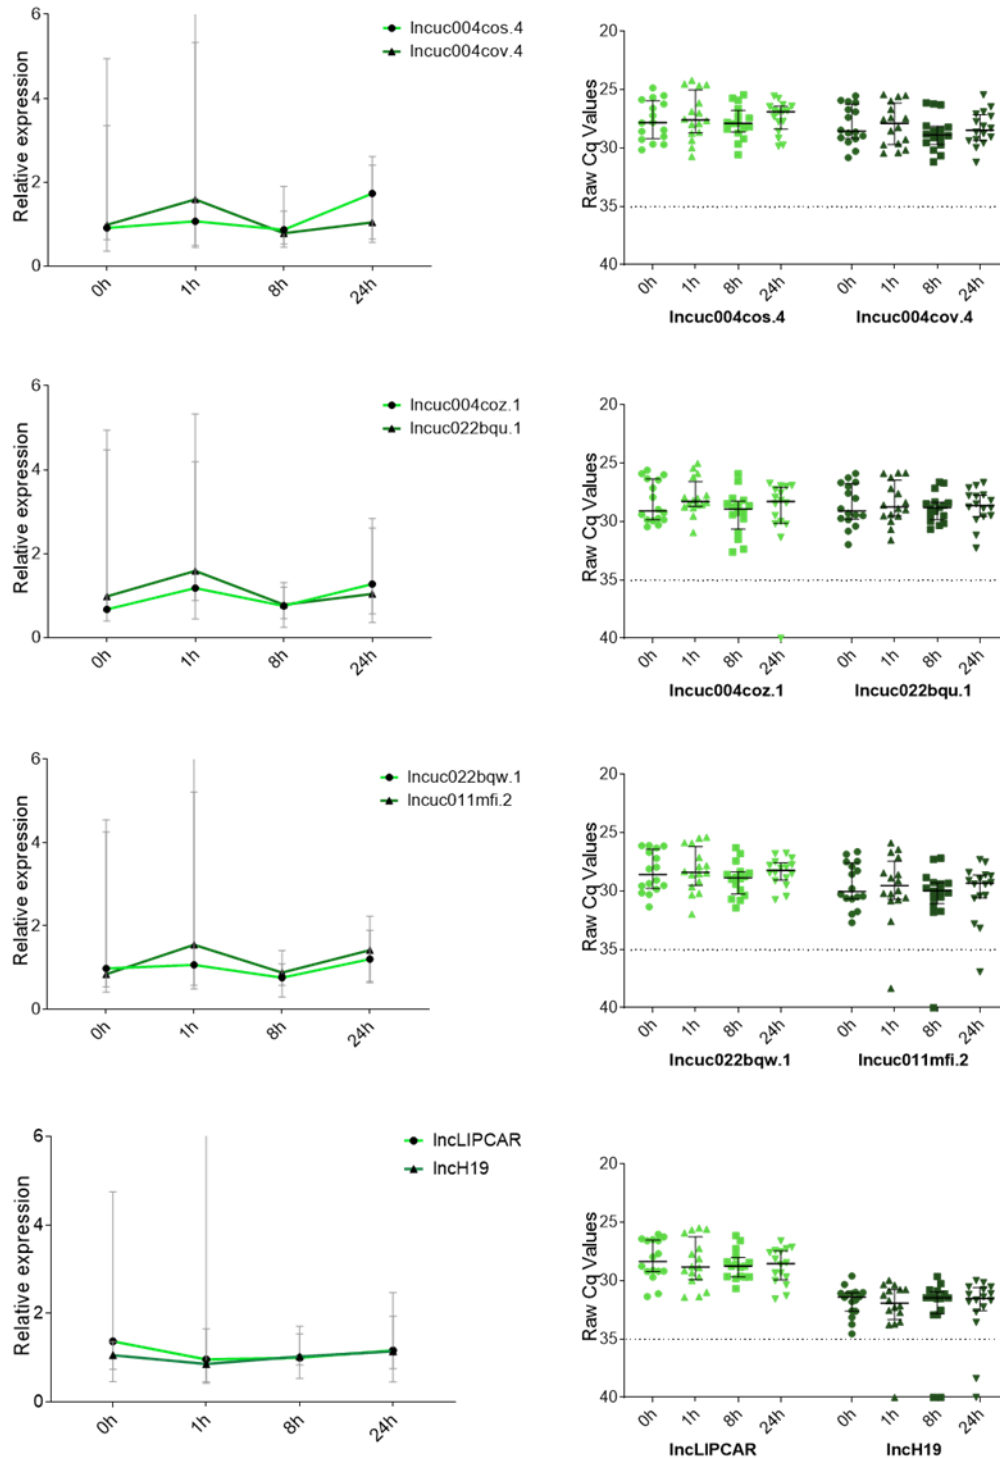 6
4
2
0
Relative expression
lncuc004cos.4
lncuc004cov.4
0h
1h
8h
24h
20
25
30
35
40
Raw Cq Values
0h
1h
8h
24h
0h
1h
8h
24h
lncuc004cos.4
lncuc004cov.4
6
4
2
0
Relative expression
lncuc004coz.1
lncuc022bqu.1
0h
1h
8h
24h
20
25
30
35
40
Raw Cq Values
0h
1h
8h
24h
0h
1h
8h
24h
lncuc004coz.1
lncuc022bqu.1
6
4
2
0
Relative expression
lncuc022bqw.1
lncuc011mfi.2
0h
1h
8h
24h
20
25
30
35
40
Raw Cq Values
0h
1h
8h
24h
0h
1h
8h
24h
lncuc022bqw.1
lncuc011mfi.2
6
4
2
0
Relative expression
lncLIPCAR
lncH19
0h
1h
8h
24h
20
25
30
35
40
Raw Cq Values
0h
1h
8h
24h
0h
1h
8h
24h
lncLIPCAR
lncH19